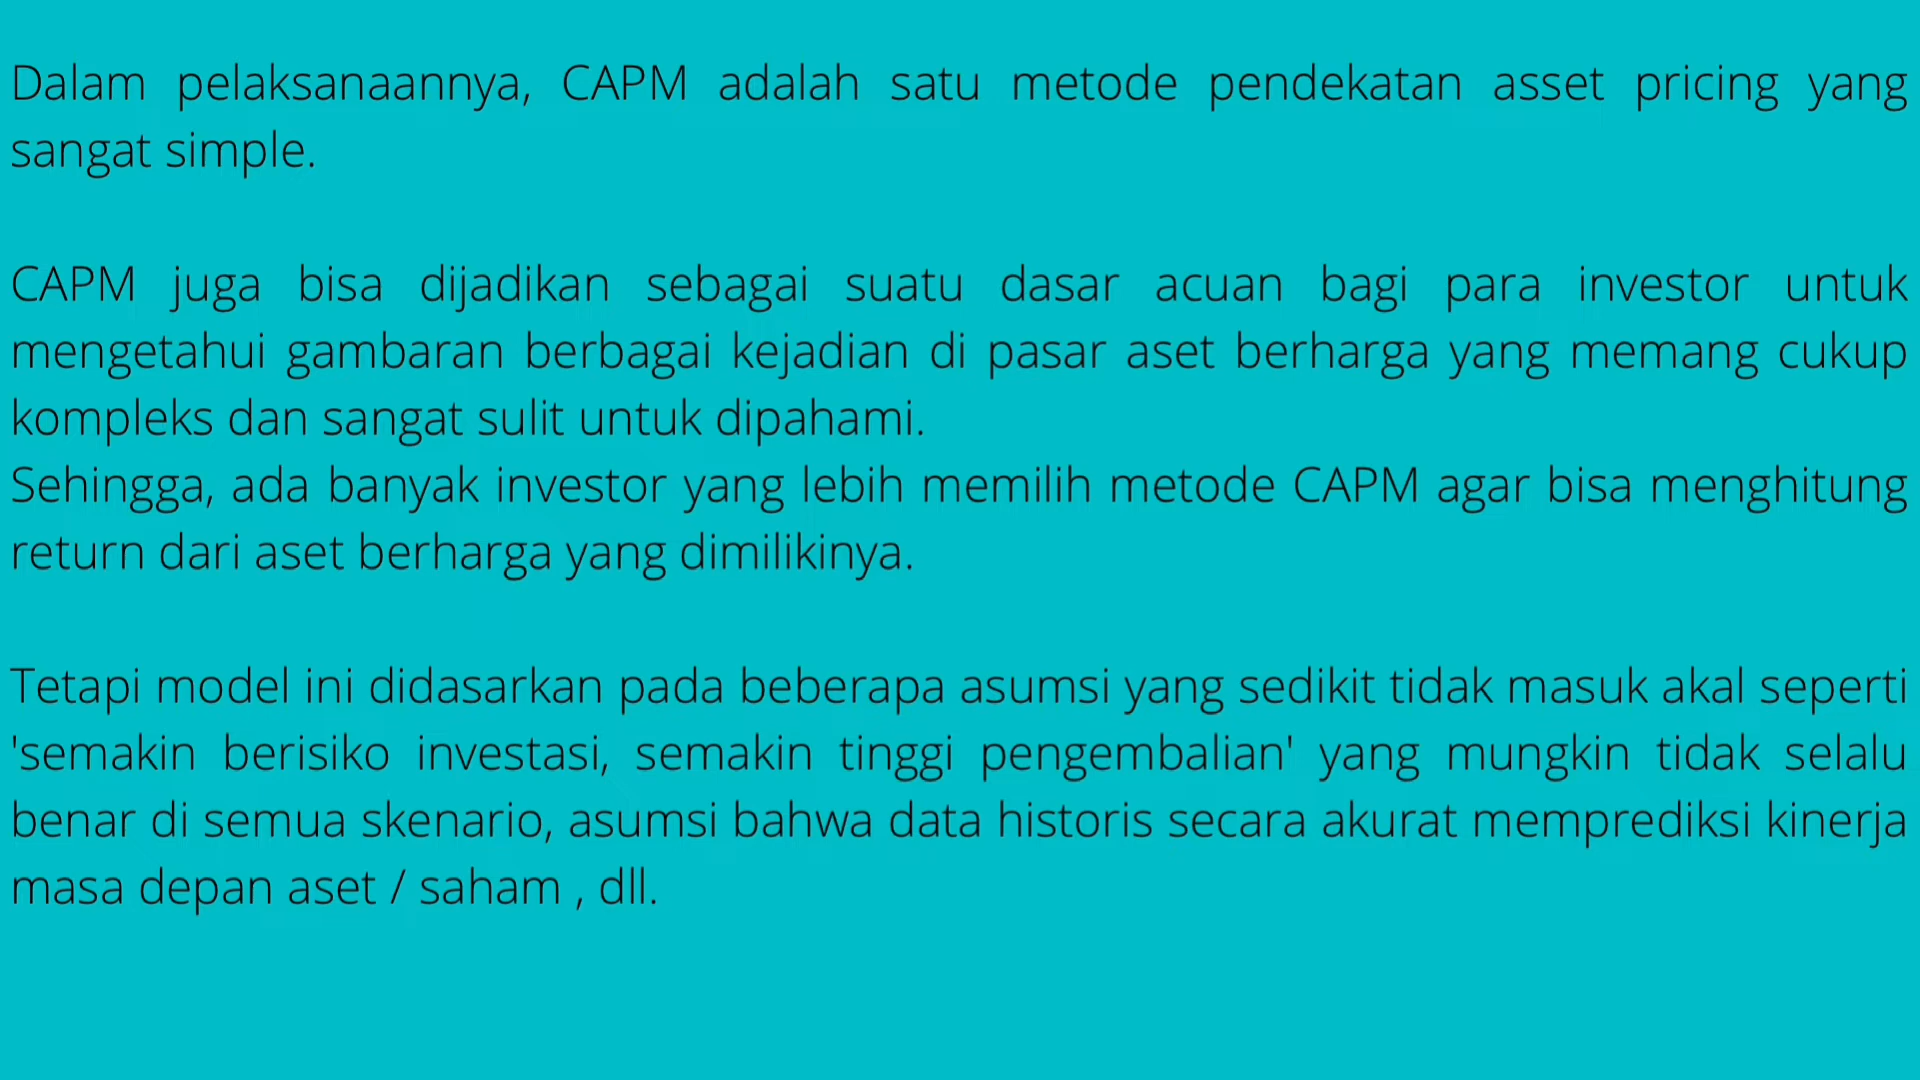 Dalam pelaksanaannya, CAPM adalah satu metode pendekatan asset pricing yang
sangat simple.
CAPM juga bisa dijadikan sebagai suatu dasar acuan bagi para investor untuk
mengetahui gambaran berbagai kejadian di pasar aset berharga yang memang cukup
kompleks dan sangat sulit untuk dipahami.
Sehingga, ada banyak investor yang lebih memilih metode CAPM agar bisa menghitung
return dari aset berharga yang dimilikinya.
Tetapi model ini didasarkan pada beberapa asumsi yang sedikit tidak masuk akal seperti
'semakin berisiko investasi, semakin tinggi pengembalian' yang mungkin tidak selalu
benar di semua skenario, asumsi bahwa data historis secara akurat memprediksi kinerja
masa depan aset / saham , dll.